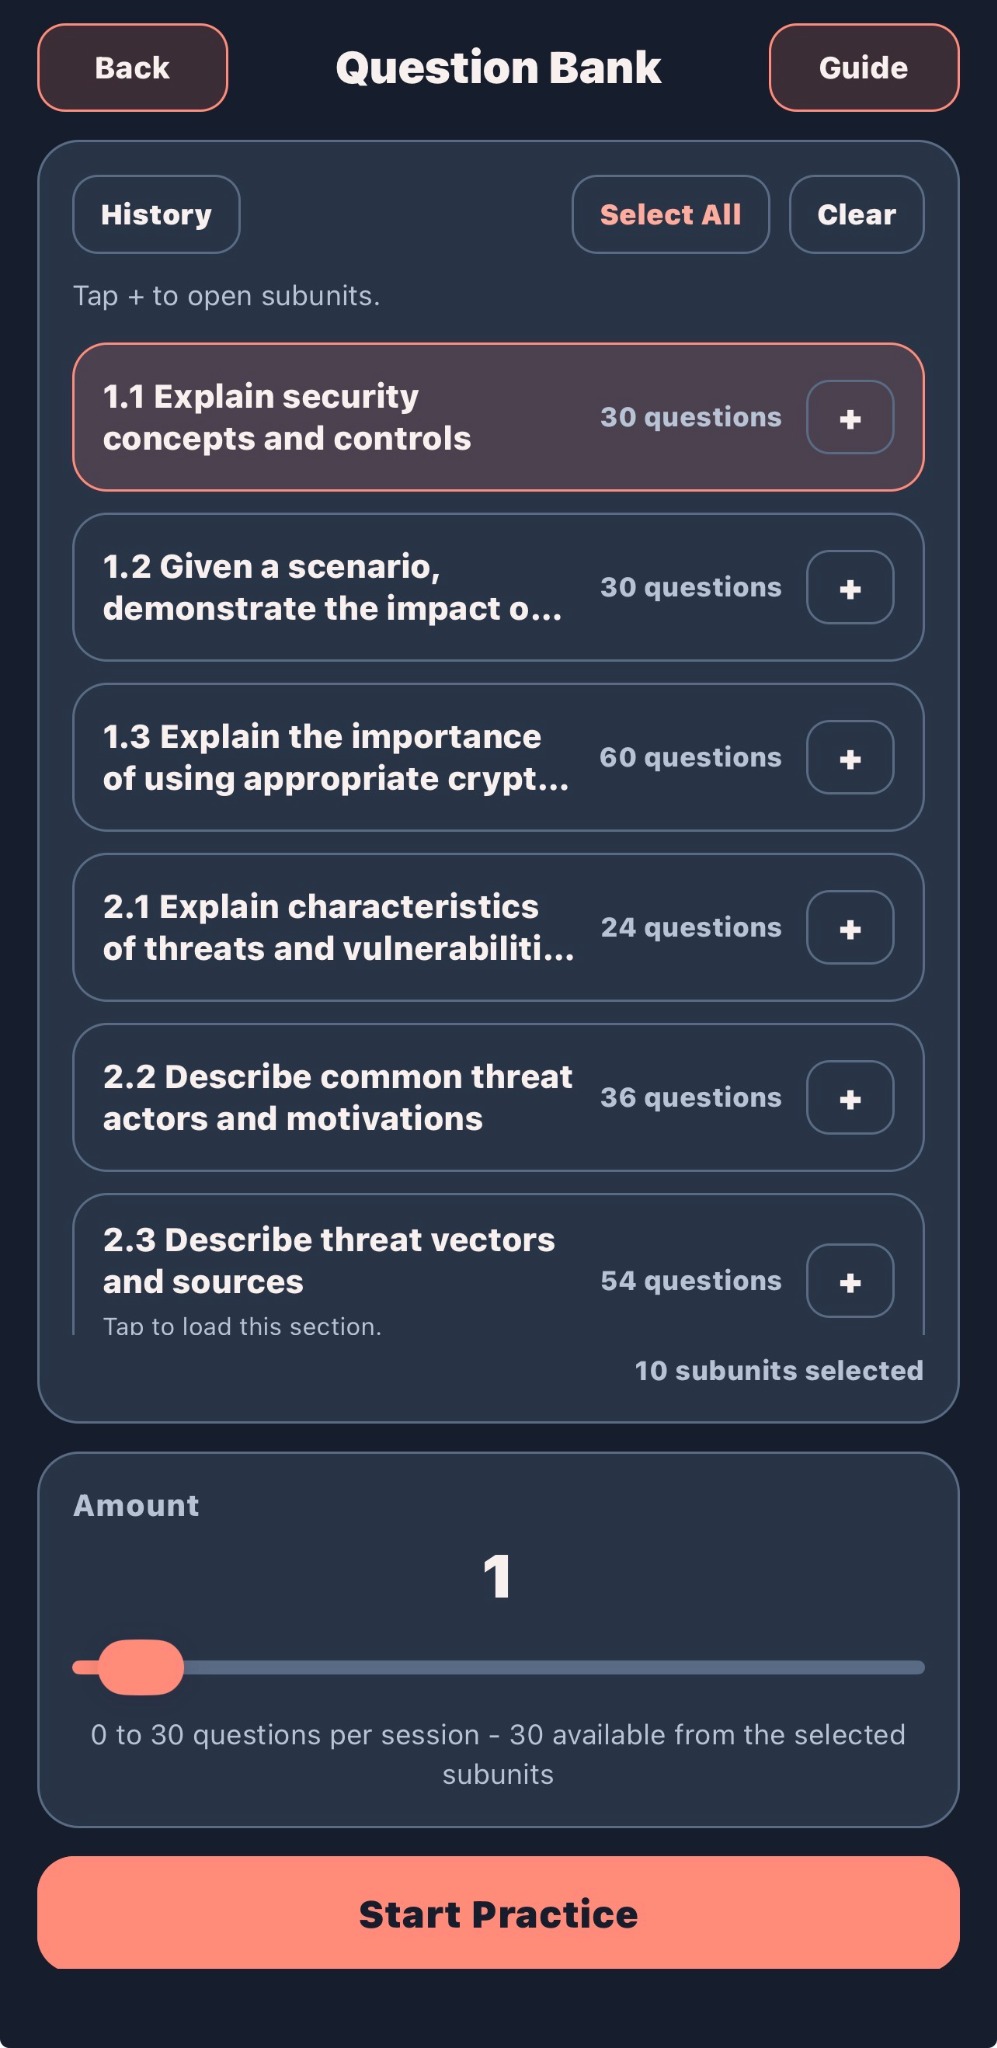 Back
Question Bank
Guide
History
Select All
Clear
Tap + to open subunits.
1.1 Explain security
concepts and controls
30 questions
+
1.2 Given a scenario,
demonstrate the impact o...
30 questions
+
1.3 Explain the importance
of using appropriate crypt...
60 questions
+
2.1 Explain characteristics
of threats and vulnerabiliti...
24 questions
+
2.2 Describe common threat
actors and motivations
36 questions
+
2.3 Describe threat vectors
and sources
54 questions
+
Tap to load this section.
10 subunits selected
Amount
1
0 to 30 questions per session - 30 available from the selected
subunits
Start Practice